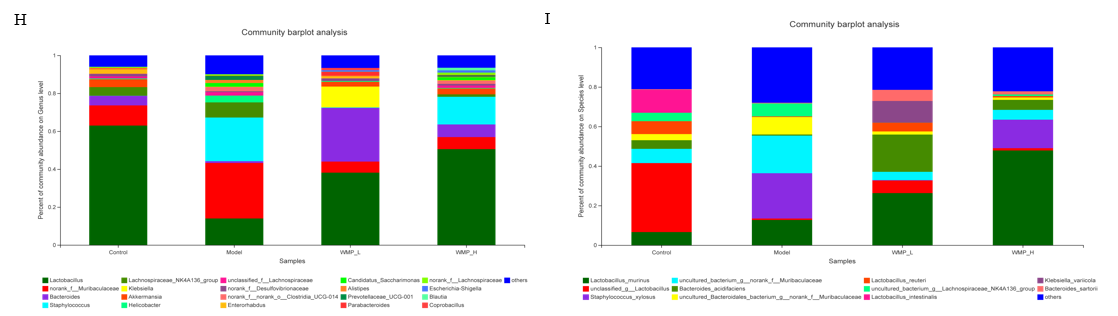 H
Community barplot analysis
Percent of community abundance on Genus level
1
0.8
0.6
0.4
0.2
0
Control
Model
WMP_L
WMP_H
Samples
Lactobacillus
Lachnospiraceae_NK4A136_group
unclassified_f__Lachnospiraceae
Candidatus_Saccharimonas
norank_f__Lachnospiraceae
others
norank_f__Muribaculaceae
Klebsiella
norank_f__Desulfovibrionaceae
Alistipes
Escherichia-Shigella
Bacteroides
Akkermansia
norank_f__norank_o__Clostridia_UCG-014
Prevotellaceae_UCG-001
Blautia
Staphylococcus
Helicobacter
Enterorhabdus
Parabacteroides
Coprobacillus
I
Community barplot analysis
Percent of community abundance on Species level
1
0.8
0.6
0.4
0.2
0
Control
Model
WMP_L
WMP_H
Samples
Lactobacillus_murinus
uncultured_bacterium_g__norank_f__Muribaculaceae
Lactobacillus_reuteri
Klebsiella_variicola
unclassified_g__Lactobacillus
Bacteroides_acidifaciens
uncultured_bacterium_g__Lachnospiraceae_NK4A136_group
Bacteroides_sartorii
Staphylococcus_xylosus
uncultured_Bacteroidales_bacterium_g__norank_f__Muribaculaceae
Lactobacillus_intestinalis
others